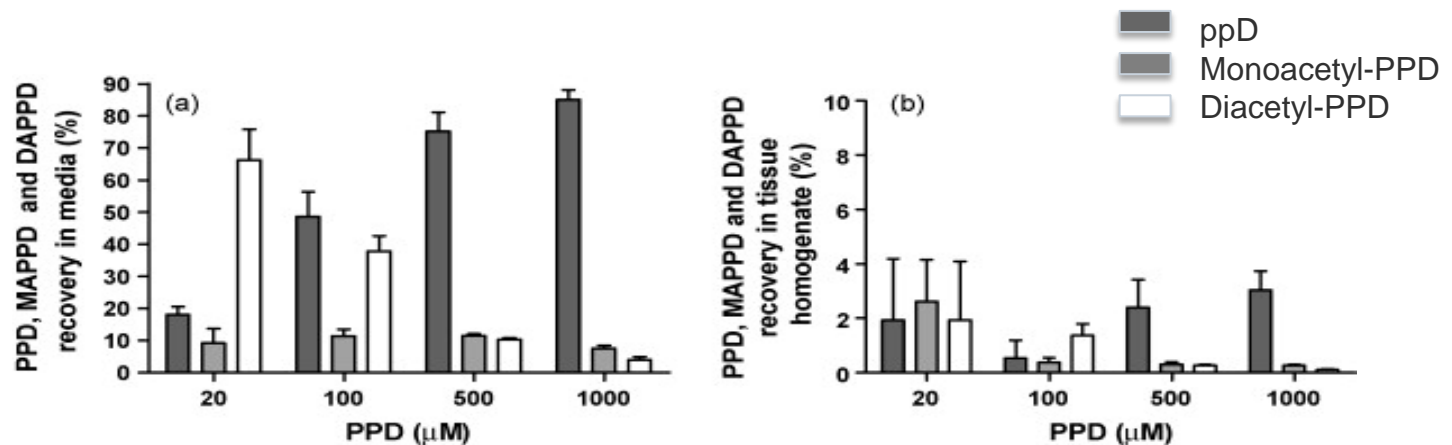 ppD
Monoacetyl-PPD
Diacetyl-PPD
PPD, MAPPD and DAPPD
recovery in media (%)
(a)
90
80
70
60
50
40
30
20
10
0
20 100 500 1000
PPD (μM)
PPD, MAPPD and DAPPD
recovery in tissue
homogenate (%)
(b)
10
8
6
4
2
0
20 100 500 1000
PPD (μM)